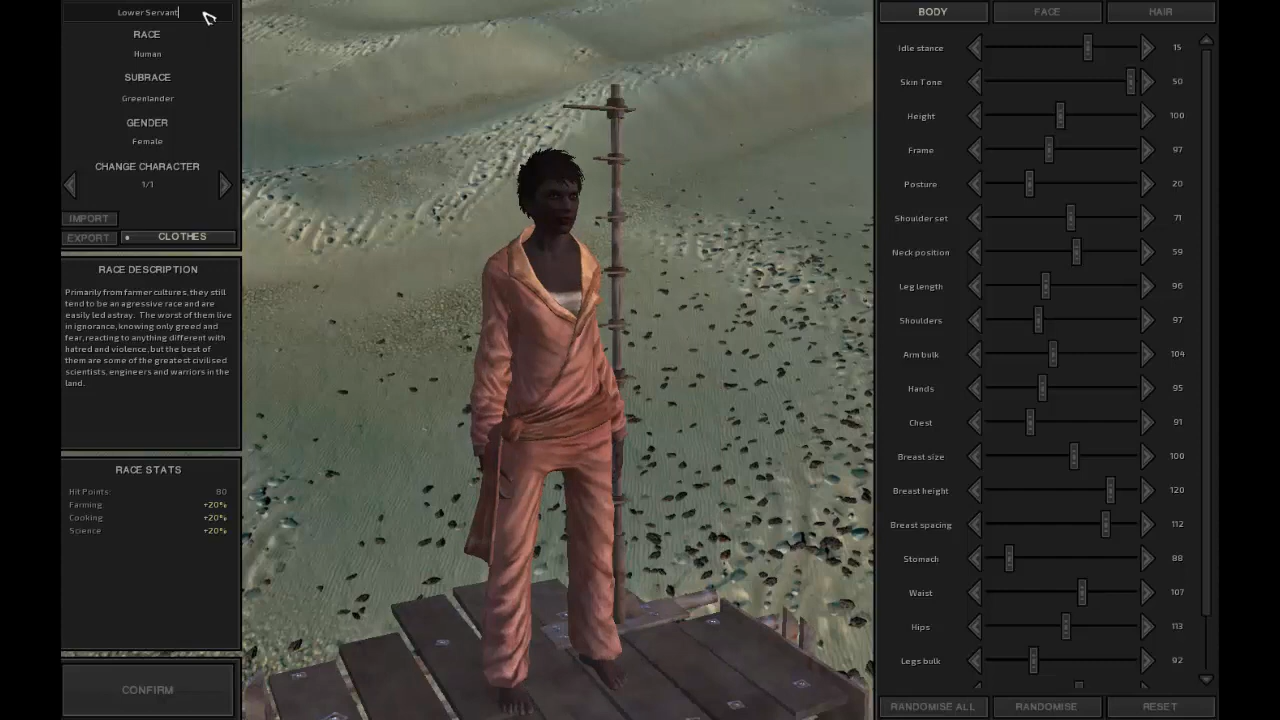 Lower Servant
RACE
Human
SUBRACE
Greenlander
GENDER
Female
CHANGE CHARACTER
1/1
IMPORT
EXPORT
CLOTHES
RACE DESCRIPTION
Primarily from farmer cultures, they still
tend to be an agressive race and are
easily led astray. The worst of them live
in ignorance, knowing only greed and
fear, reacting to anything different with
hatred and violence, but the best of
them are some of the greatest civilised
scientists, engineers and warriors in the
land.
RACE STATS
Hit Points: 80
Farming: +20%
Cooking: +20%
Science: +20%
CONFIRM
BODY FACE HAIR
Idle stance 15
Skin Tone 50
Height 100
Frame 97
Posture 20
Shoulder set 71
Neck position 59
Leg length 96
Shoulders 97
Arm bulk 104
Hands 95
Chest 91
Breast size 100
Breast height 120
Breast spacing 112
Stomach 88
Waist 107
Hips 113
Legs bulk 92
RANDOMISE ALL RANDOMISE RESET